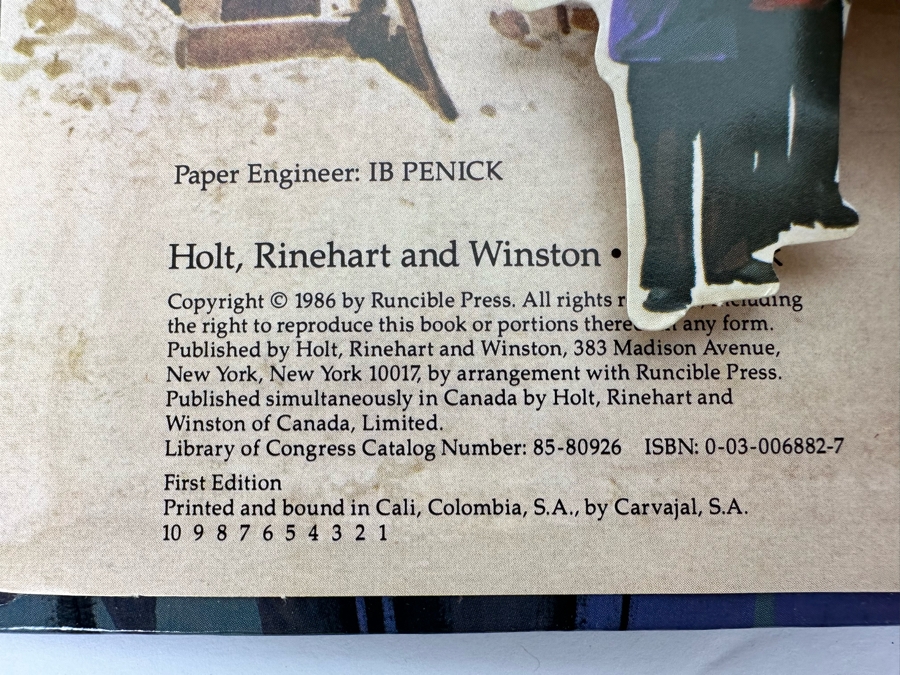 Paper Engineer: IB PENICK
Holt, Rinehart and Winston •
Copyright © 1986 by Runcible Press. All rights including
the right to reproduce this book or portions any form.
Published by Holt, Rinehart and Winston, 383 Madison Avenue,
New York, New York 10017, by arrangement with Runcible Press.
Published simultaneously in Canada by Holt, Rinehart and
Winston of Canada, Limited.
Library of Congress Catalog Number: 85-80926 ISBN: 0-03-006882-7
First Edition
Printed and bound in Cali, Colombia, S.A., by Carvajal, S.A.
10 9 8 7 6 5 4 3 2 1